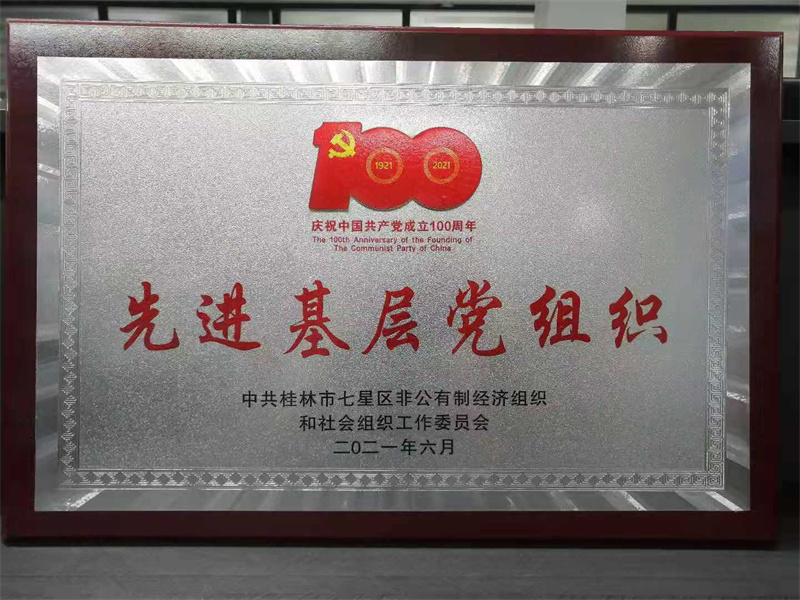 100
1921 2021
庆祝中国共产党成立100周年
The 100th Anniversary of the Founding of
The Communist Party of China
先进基层党组织
中共桂林市七星区非公有制经济组织
和社会组织工作委员会
二〇二一年六月